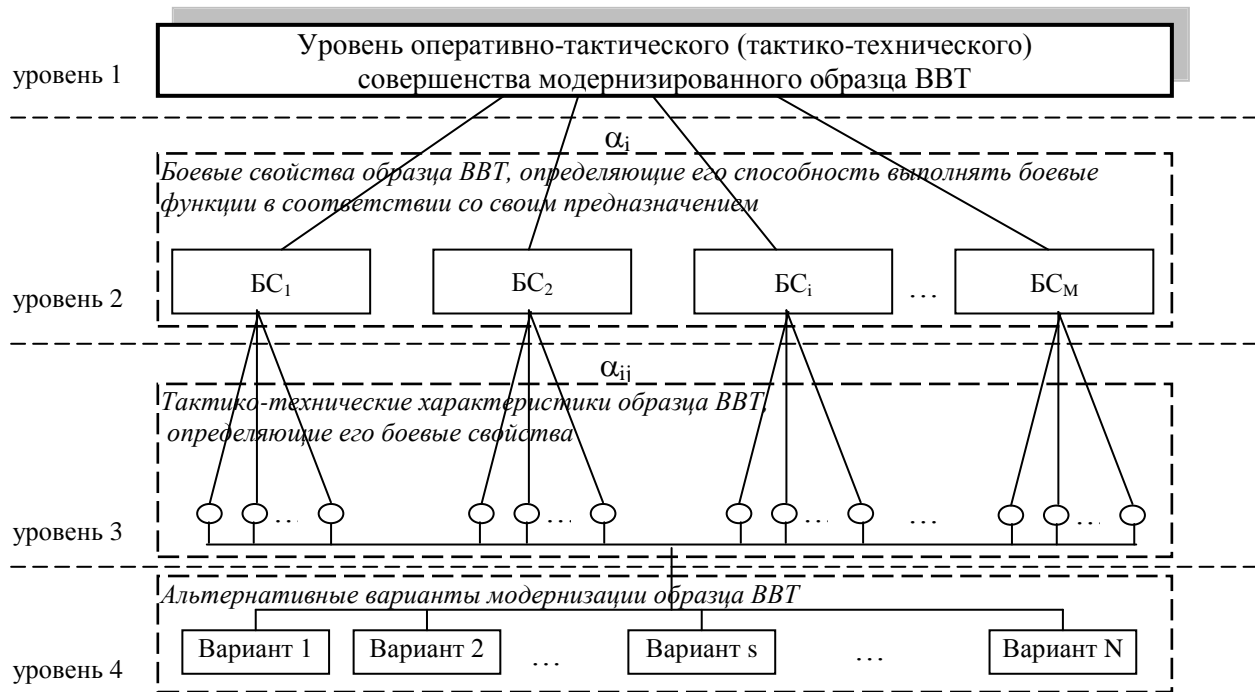 Уровень оперативно-тактического (тактико-технического)
совершенства модернизированного образца ВВТ
уровень 1
αi
Боевые свойства образца ВВТ, определяющие его способность выполнять боевые
функции в соответствии со своим предназначением
БС1
БС2
БСi
...
БСM
уровень 2
αij
Тактико-технические характеристики образца ВВТ,
определяющие его боевые свойства
... ... ... ... ...
уровень 3
Альтернативные варианты модернизации образца ВВТ
Вариант 1
Вариант 2
...
Вариант s
...
Вариант N
уровень 4